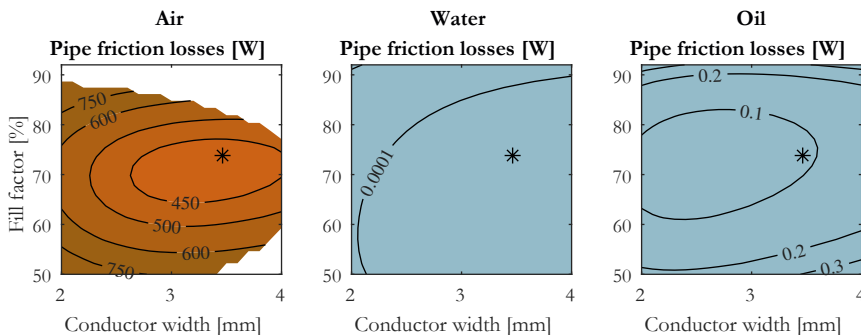 Air Water Oil
Pipe friction losses [W] Pipe friction losses [W] Pipe friction losses [W]
Fill factor [%]
90
80
70
60
50
750
600
450
500
600
750
2 3 4
Conductor width [mm]
90
80
70
60
50
0.0001
2 3 4
Conductor width [mm]
90
80
70
60
50
0.2
0.1
0.2
0.3
2 3 4
Conductor width [mm]